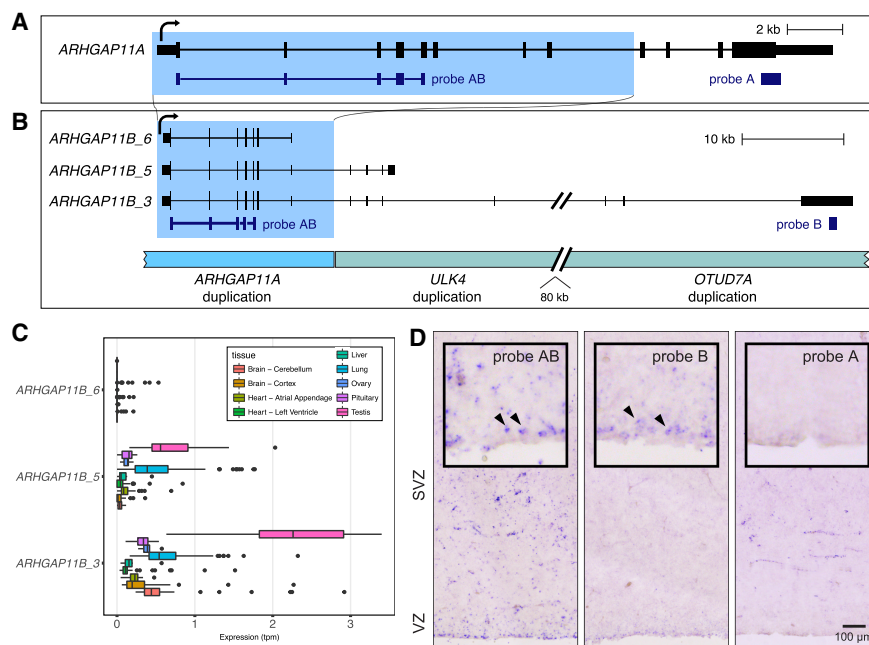 A
ARHGAP11A
2 kb
probe AB
probe A
B
ARHGAP11B_6
10 kb
ARHGAP11B_5
ARHGAP11B_3
probe AB
probe B
ARHGAP11A
duplication
ULK4
duplication
80 kb
OTUD7A
duplication
C
ARHGAP11B_6
ARHGAP11B_5
ARHGAP11B_3
tissue
Brain – Cerebellum
Brain – Cortex
Heart – Atrial Appendage
Heart – Left Ventricle
Liver
Lung
Ovary
Pituitary
Testis
0
1
2
3
Expression (tpm)
D
probe AB
probe B
probe A
SVZ
VZ
100 µm